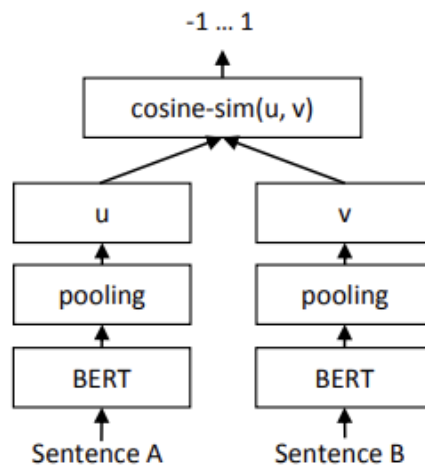 -1 ... 1
cosine-sim(u, v)
u v
pooling pooling
BERT BERT
Sentence A Sentence B